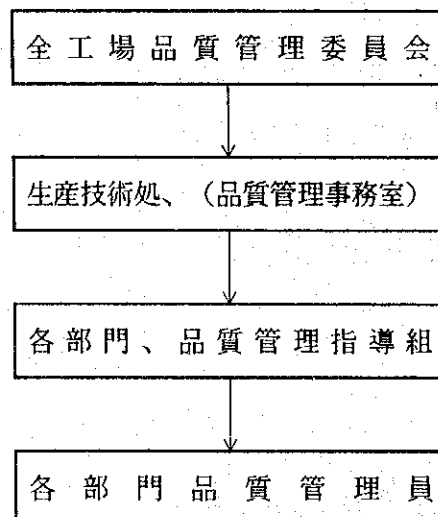 全工場品質管理委員会
生産技術処、（品質管理事務室）
各部門、品質管理指導組
各部門品質管理員